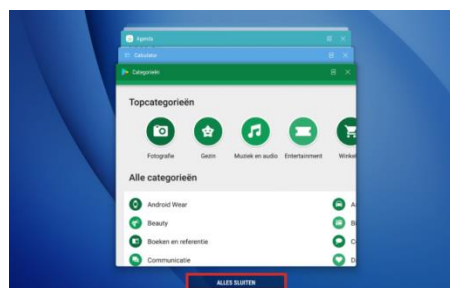 Agenda
Calculator
Categorieën
Topcategorieën
Fotografie Gezin Muziek en audio Entertainment Winkel
Alle categorieën
Android Wear A
Beauty B
Boeken en referentie C
Communicatie D
ALLES SLUITEN